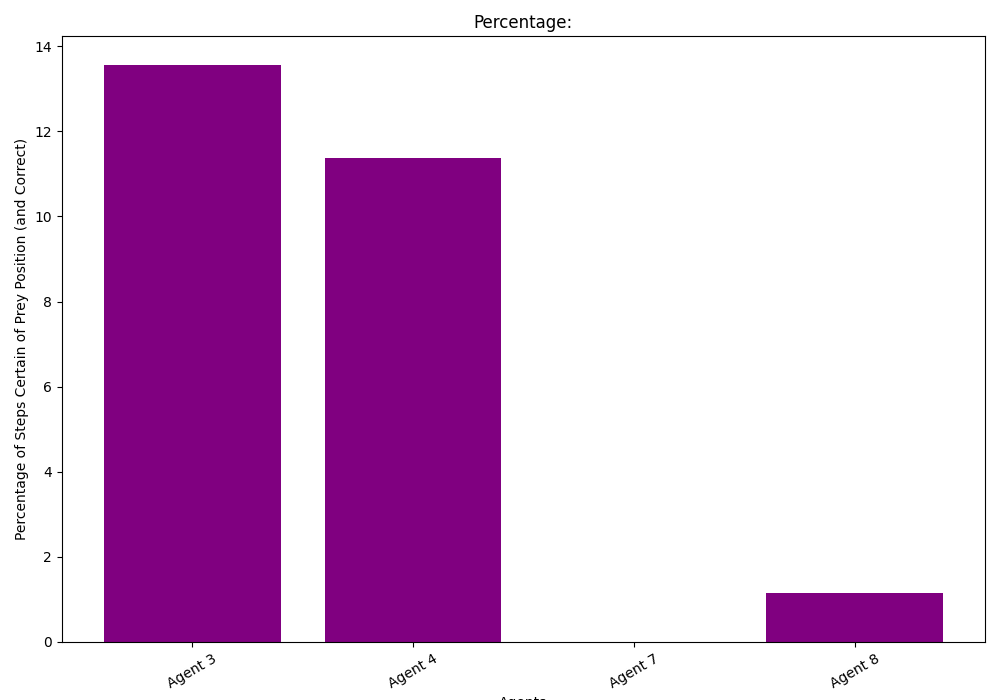 Percentage:
Percentage of Steps Certain of Prey Position (and Correct)
14
12
10
8
6
4
2
0
Agent 3
Agent 4
Agent 7
Agent 8
Agents